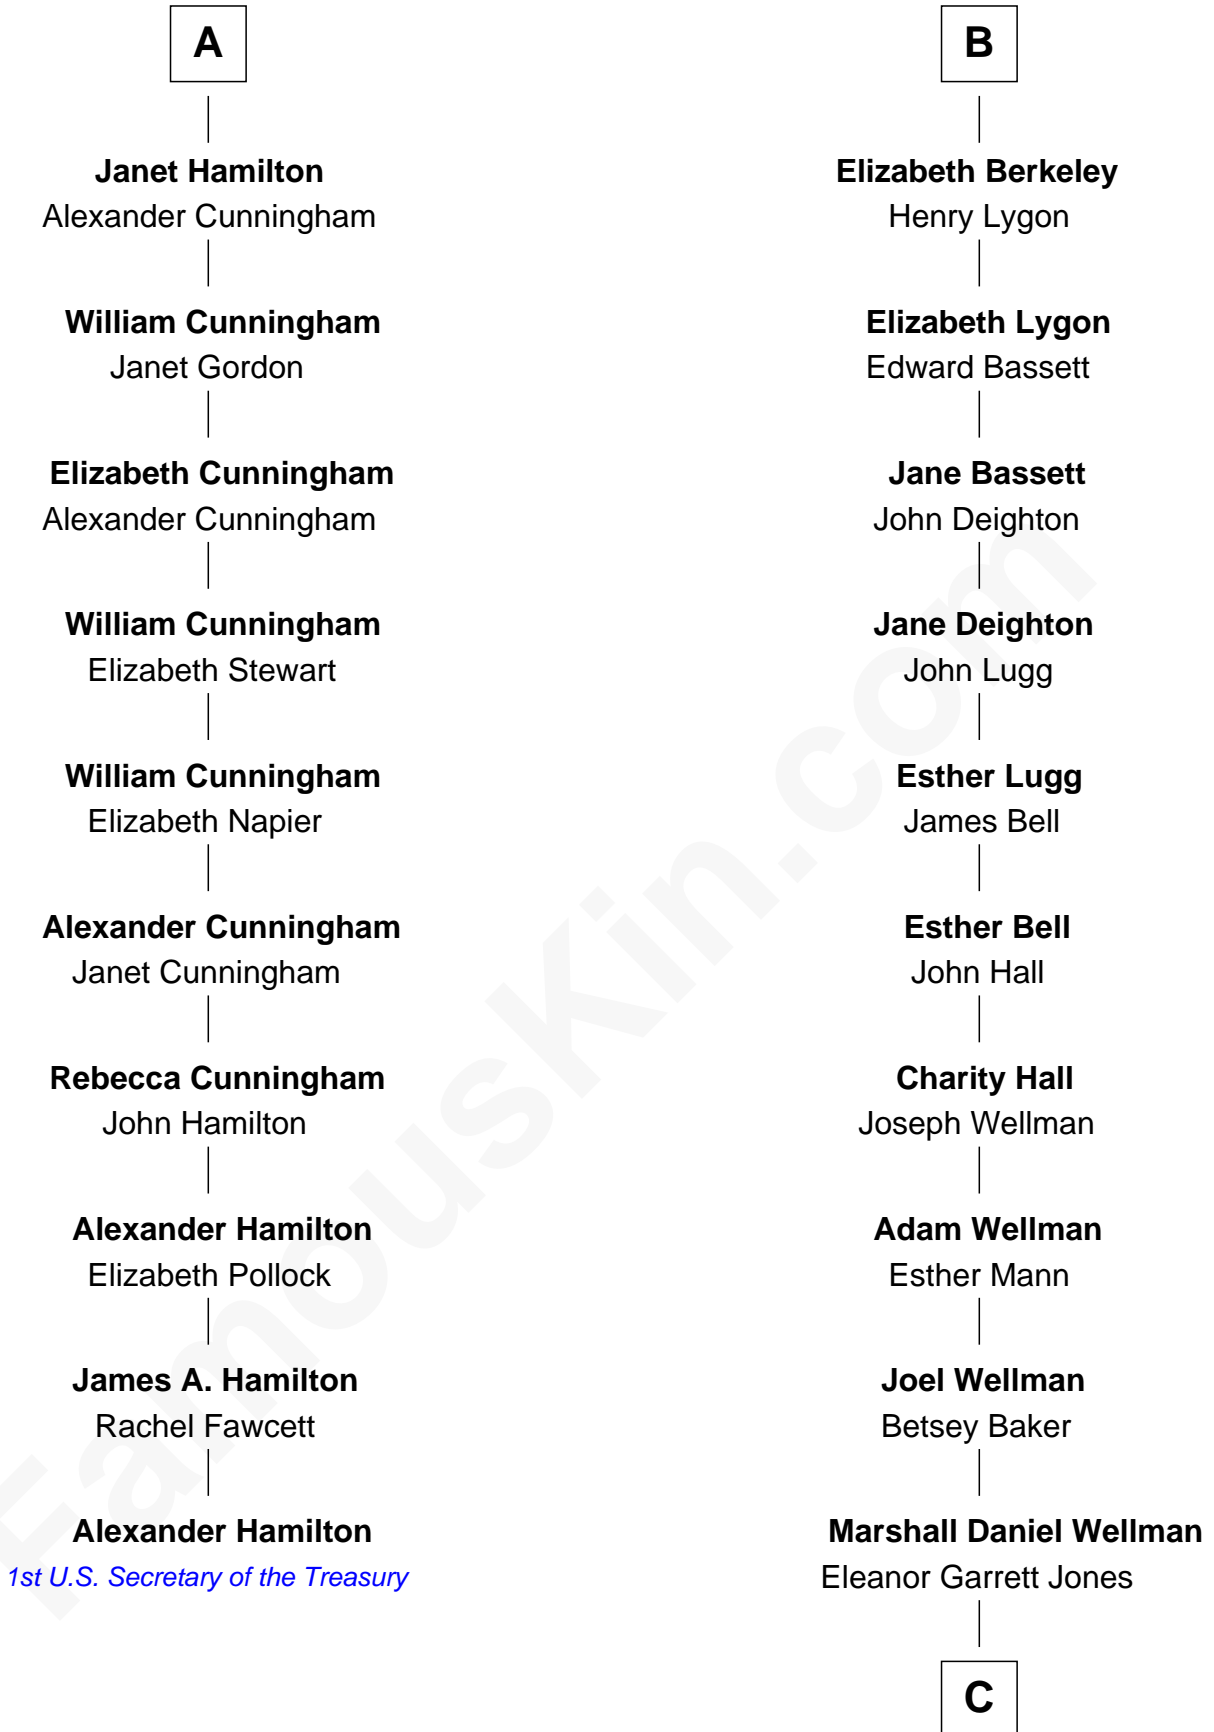 A
Janet Hamilton
Alexander Cunningham
William Cunningham
Janet Gordon
Elizabeth Cunningham
Alexander Cunningham
William Cunningham
Elizabeth Stewart
William Cunningham
Elizabeth Napier
Alexander Cunningham
Janet Cunningham
Rebecca Cunningham
John Hamilton
Alexander Hamilton
Elizabeth Pollock
James A. Hamilton
Rachel Fawcett
Alexander Hamilton
1st U.S. Secretary of the Treasury
B
Elizabeth Berkeley
Henry Lygon
Elizabeth Lygon
Edward Bassett
Jane Bassett
John Deighton
Jane Deighton
John Lugg
Esther Lugg
James Bell
Esther Bell
John Hall
Charity Hall
Joseph Wellman
Adam Wellman
Esther Mann
Joel Wellman
Betsey Baker
Marshall Daniel Wellman
Eleanor Garrett Jones
C
FamousKin.com